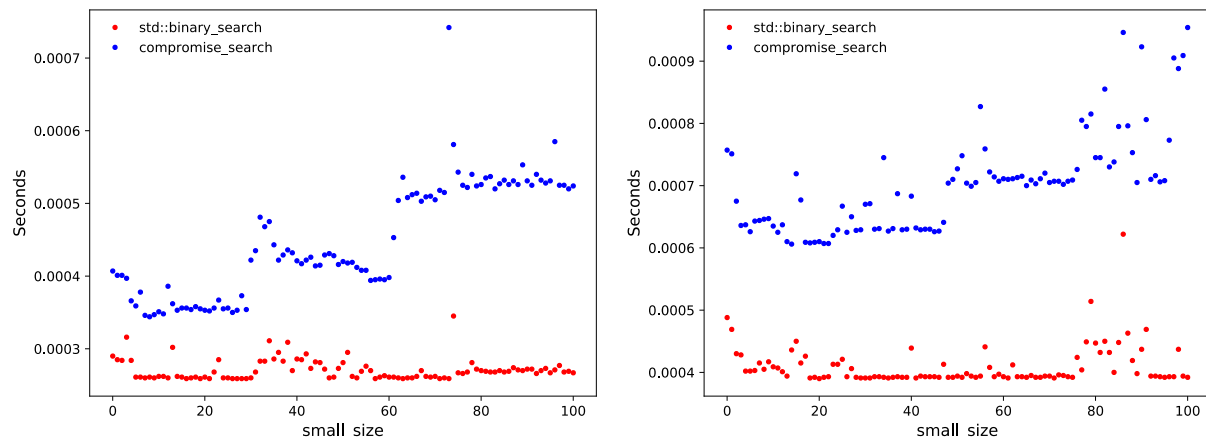 std::binary_search
compromise_search
0.0007
0.0006
0.0005
0.0004
0.0003
Seconds
0 20 40 60 80 100
small size
std::binary_search
compromise_search
0.0009
0.0008
0.0007
0.0006
0.0005
0.0004
Seconds
0 20 40 60 80 100
small size